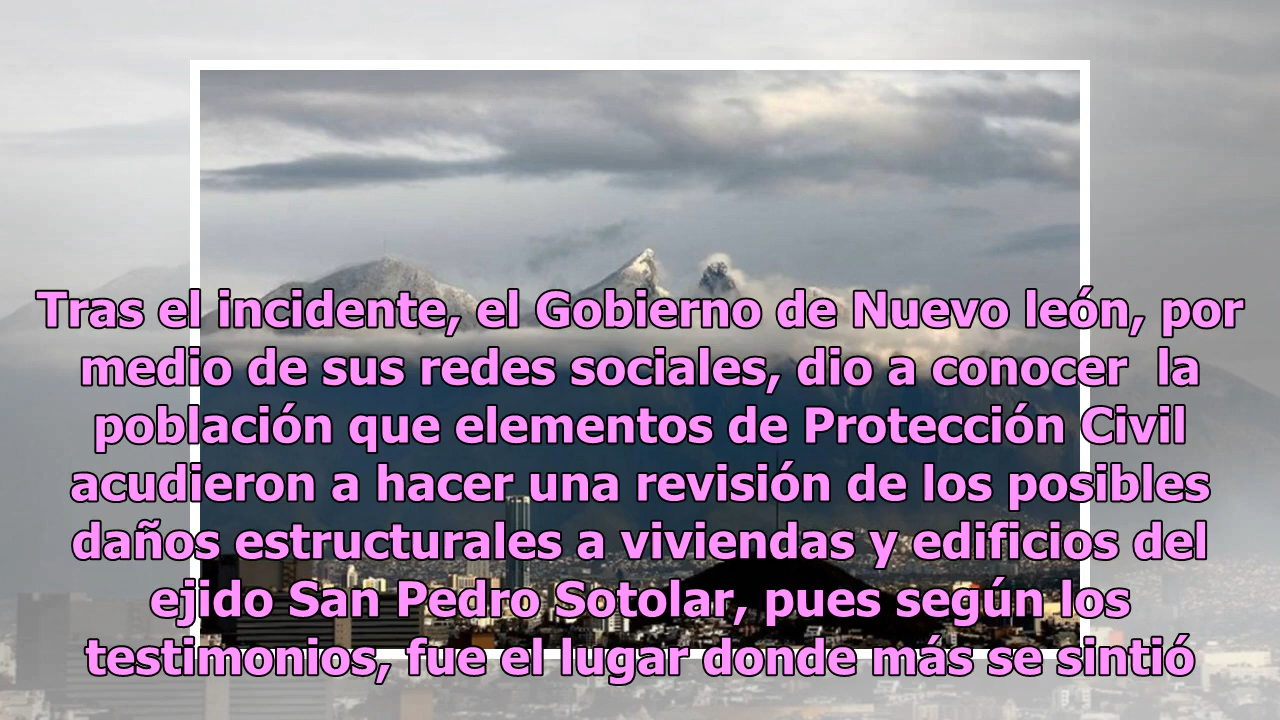 Tras el incidente, el Gobierno de Nuevo león, por
medio de sus redes sociales, dio a conocer  la
población que elementos de Protección Civil
acudieron a hacer una revisión de los posibles
daños estructurales a viviendas y edificios del
ejido San Pedro Sotolar, pues según los
testimonios, fue el lugar donde más se sintió